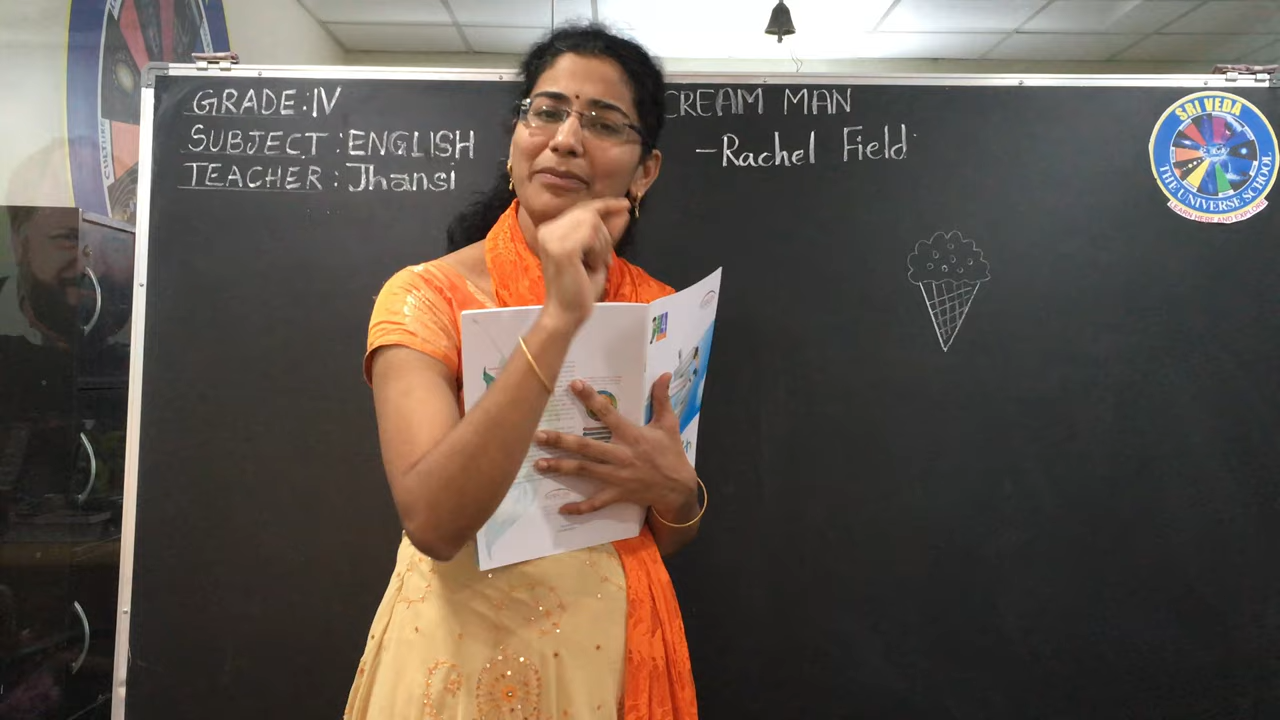 GRADE: IV
SUBJECT: ENGLISH
TEACHER: Jhansi
CREAM MAN
-Rachel Field
SRI VEDA
THE UNIVERSE SCHOOL
LEARN HERE AND EXPLORE
CULTURE